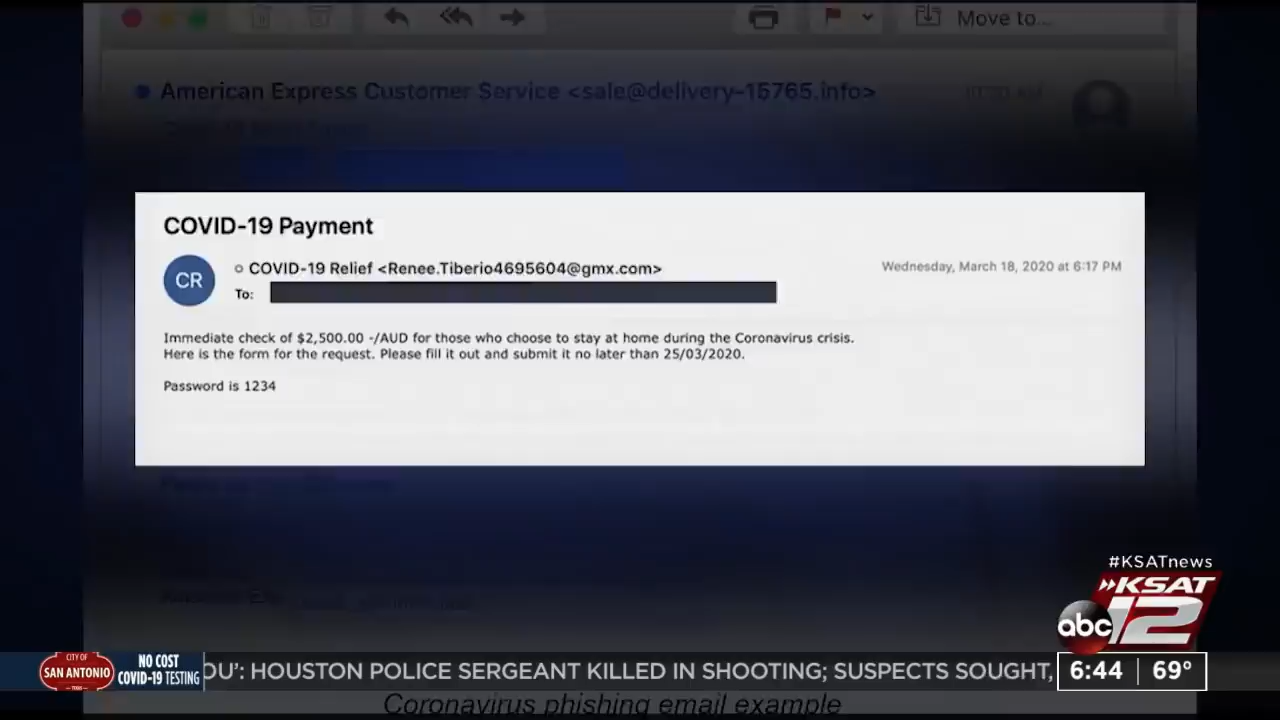 Move to...
American Express Customer Service <sale@delivery-15765.info>
COVID-19 Payment
CR
COVID-19 Relief <Renee.Tiberio4695604@gmx.com>
Wednesday, March 18, 2020 at 6:17 PM
To:
Immediate check of $2,500.00 -/AUD for those who choose to stay at home during the Coronavirus crisis.
Here is the form for the request. Please fill it out and submit it no later than 25/03/2020.
Password is 1234
#KSATnews
KSAT
abc 12
CITY OF
SAN ANTONIO
TEXAS
NO COST
COVID-19 TESTING
OU': HOUSTON POLICE SERGEANT KILLED IN SHOOTING; SUSPECTS SOUGHT,
6:44 69°
Coronavirus phishing email example